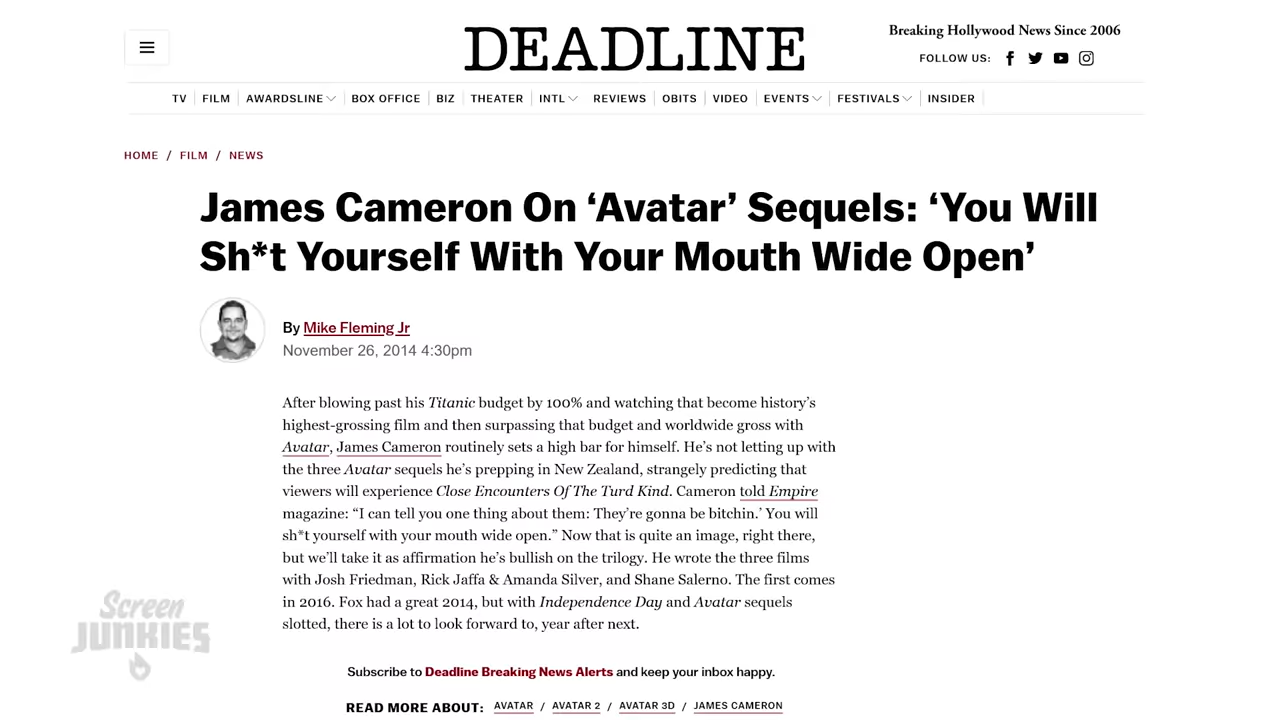 DEADLINE
Breaking Hollywood News Since 2006
FOLLOW US:
TV FILM AWARDSLINE BOX OFFICE BIZ THEATER INTL REVIEWS OBITS VIDEO EVENTS FESTIVALS INSIDER
HOME / FILM / NEWS
James Cameron On ‘Avatar’ Sequels: ‘You Will
Sh*t Yourself With Your Mouth Wide Open’
By Mike Fleming Jr
November 26, 2014 4:30pm
After blowing past his Titanic budget by 100% and watching that become history’s
highest-grossing film and then surpassing that budget and worldwide gross with
Avatar, James Cameron routinely sets a high bar for himself. He’s not letting up with
the three Avatar sequels he’s prepping in New Zealand, strangely predicting that
viewers will experience Close Encounters Of The Turd Kind. Cameron told Empire
magazine: “I can tell you one thing about them: They’re gonna be bitchin.’ You will
sh*t yourself with your mouth wide open.” Now that is quite an image, right there,
but we’ll take it as affirmation he’s bullish on the trilogy. He wrote the three films
with Josh Friedman, Rick Jaffa & Amanda Silver, and Shane Salerno. The first comes
in 2016. Fox had a great 2014, but with Independence Day and Avatar sequels
slotted, there is a lot to look forward to, year after next.
Screen
JUNKIES
Subscribe to Deadline Breaking News Alerts and keep your inbox happy.
READ MORE ABOUT: AVATAR / AVATAR 2 / AVATAR 3D / JAMES CAMERON